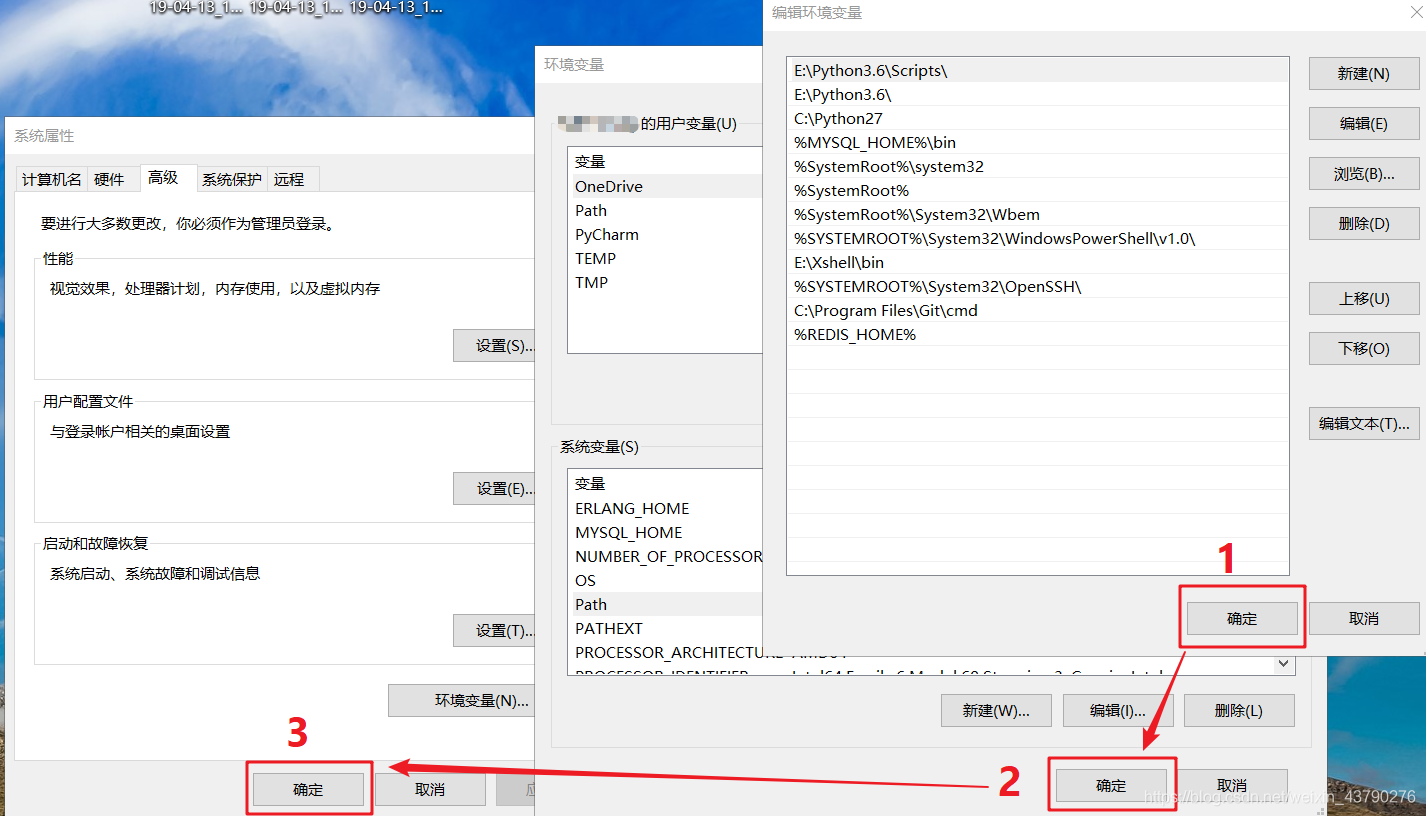 19-04-13_1... 19-04-13_1... 19-04-13_1...
系统属性
计算机名 硬件 高级 系统保护 远程
要进行大多数更改，你必须作为管理员登录。
性能
视觉效果，处理器计划，内存使用，以及虚拟内存
设置(S)...
用户配置文件
与登录帐户相关的桌面设置
设置(E)...
启动和故障恢复
系统启动、系统故障和调试信息
设置(T)...
环境变量(N)...
3
确定 取消
环境变量
的用户变量(U)
变量
OneDrive
Path
PyCharm
TEMP
TMP
系统变量(S)
变量
ERLANG_HOME
MYSQL_HOME
NUMBER_OF_PROCESSOR
OS
Path
PATHEXT
PROCESSOR_ARCHITECTURE
新建(W)... 编辑(I)... 删除(L)
2
确定 取消
编辑环境变量
E:\Python3.6\Scripts\
E:\Python3.6\
C:\Python27
%MYSQL_HOME%\bin
%SystemRoot%\system32
%SystemRoot%
%SystemRoot%\System32\Wbem
%SYSTEMROOT%\System32\WindowsPowerShell\v1.0\
E:\Xshell\bin
%SYSTEMROOT%\System32\OpenSSH\
C:\Program Files\Git\cmd
%REDIS_HOME%
新建(N)
编辑(E)
浏览(B)...
删除(D)
上移(U)
下移(O)
编辑文本(T)...
1
确定 取消
https://blog.csdn.net/weixin_43790276